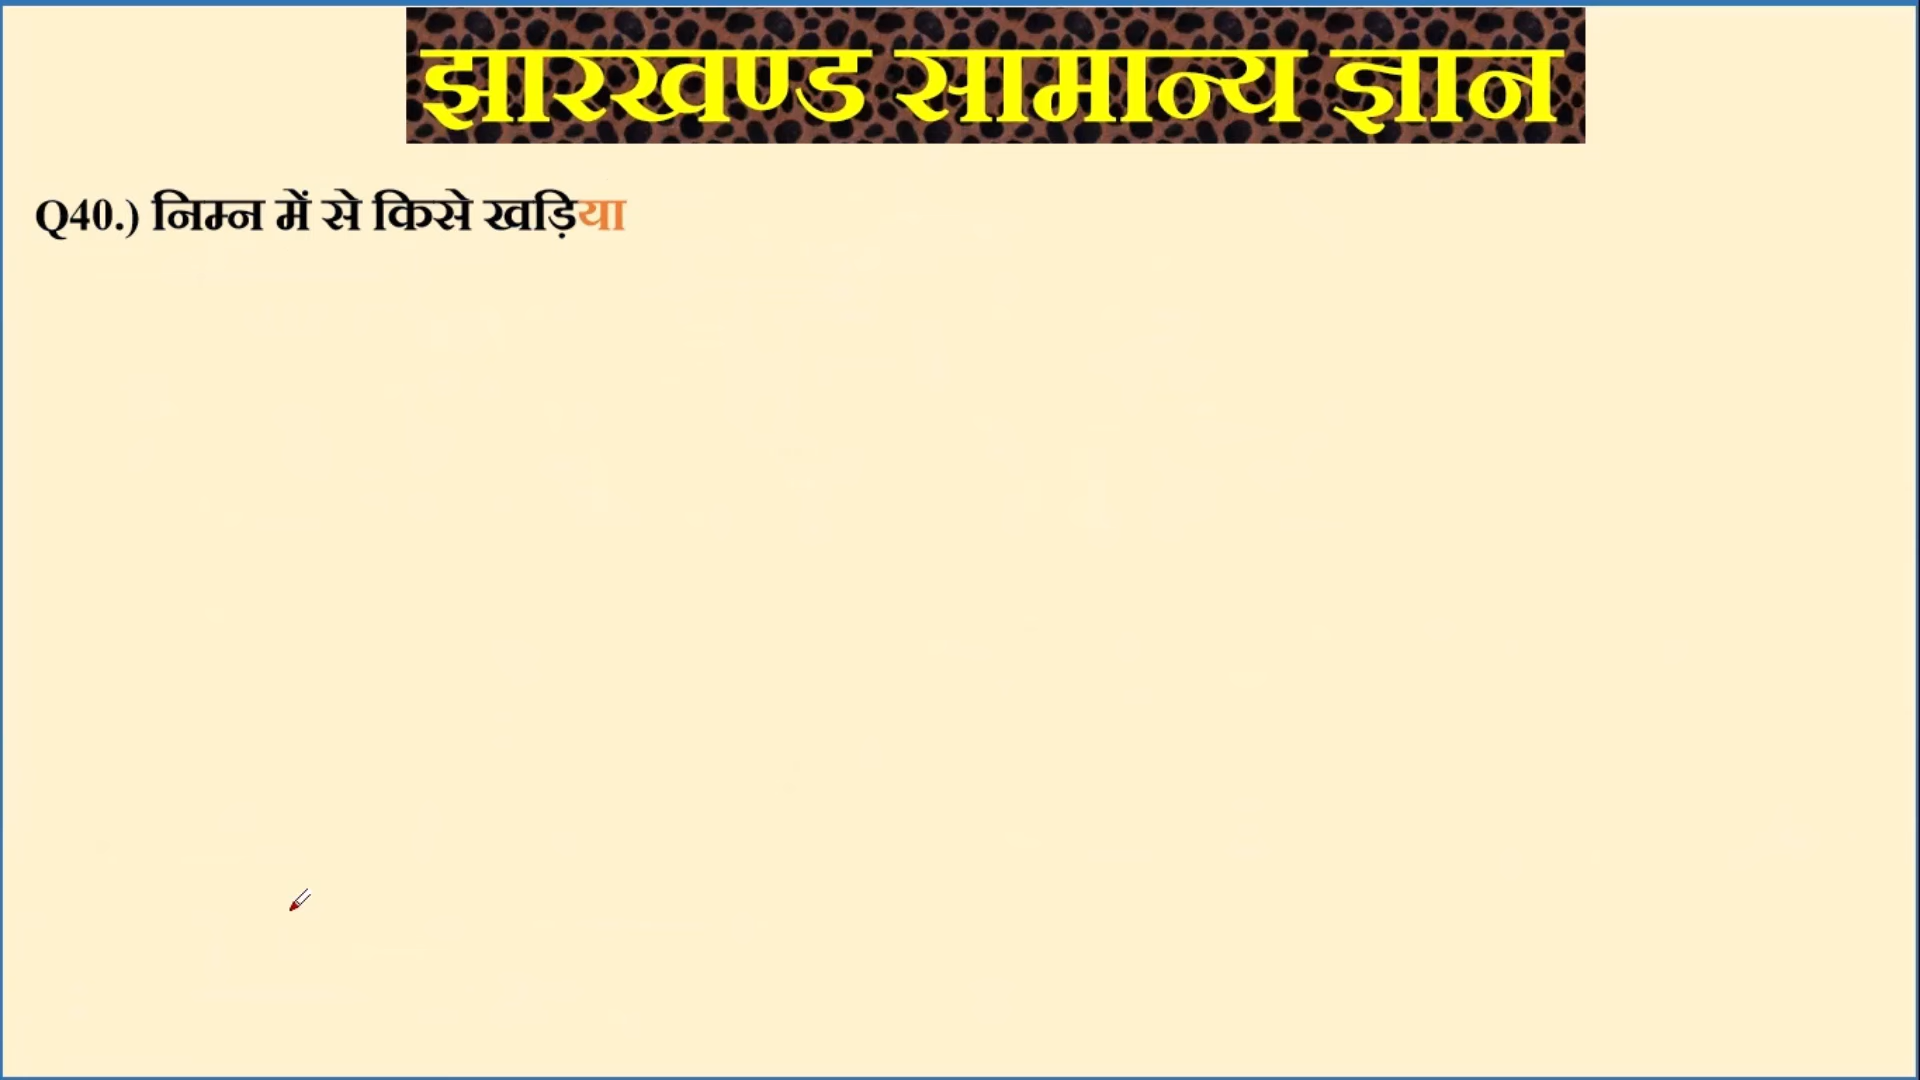 झारखण्ड सामान्य ज्ञान
Q40.) निम्न में से किसे खड़िया